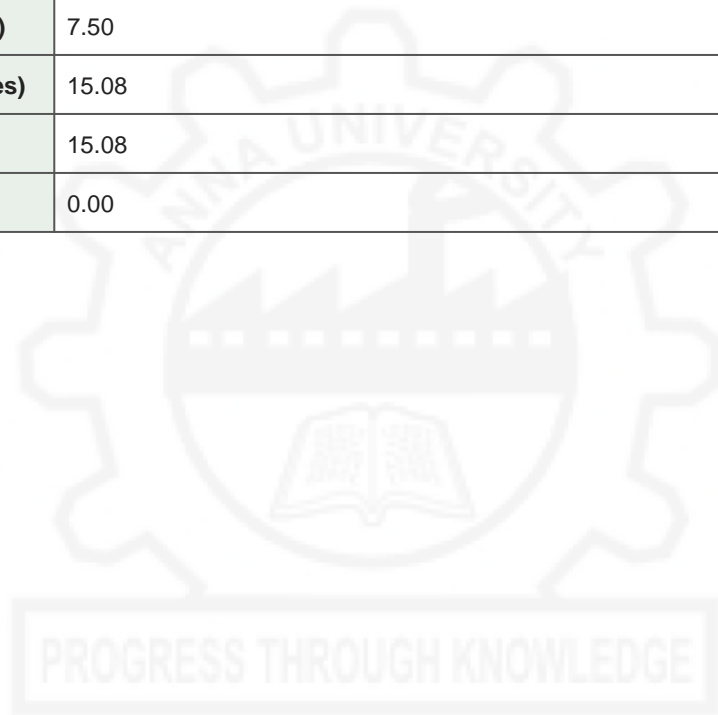 ) 7.50
es) 15.08
15.08
0.00
ANNA UNIVERSITY
PROGRESS THROUGH KNOWLEDGE